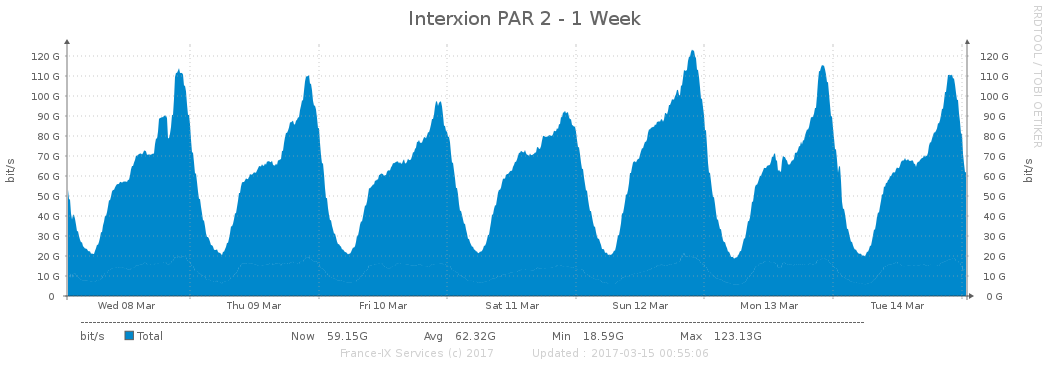 Interxion PAR 2 - 1 Week
RRDTOOL / TOBI OETIKER
bit/s
120 G 120 G
110 G 110 G
100 G 100 G
90 G 90 G
80 G 80 G
70 G 70 G
60 G 60 G
50 G 50 G
40 G 40 G
30 G 30 G
20 G 20 G
10 G 10 G
0 0 G
bit/s
Wed 08 Mar Thu 09 Mar Fri 10 Mar Sat 11 Mar Sun 12 Mar Mon 13 Mar Tue 14 Mar
bit/s Total Now 59.15G Avg 62.32G Min 18.59G Max 123.13G
France-IX Services (c) 2017 Updated : 2017-03-15 00:55:06